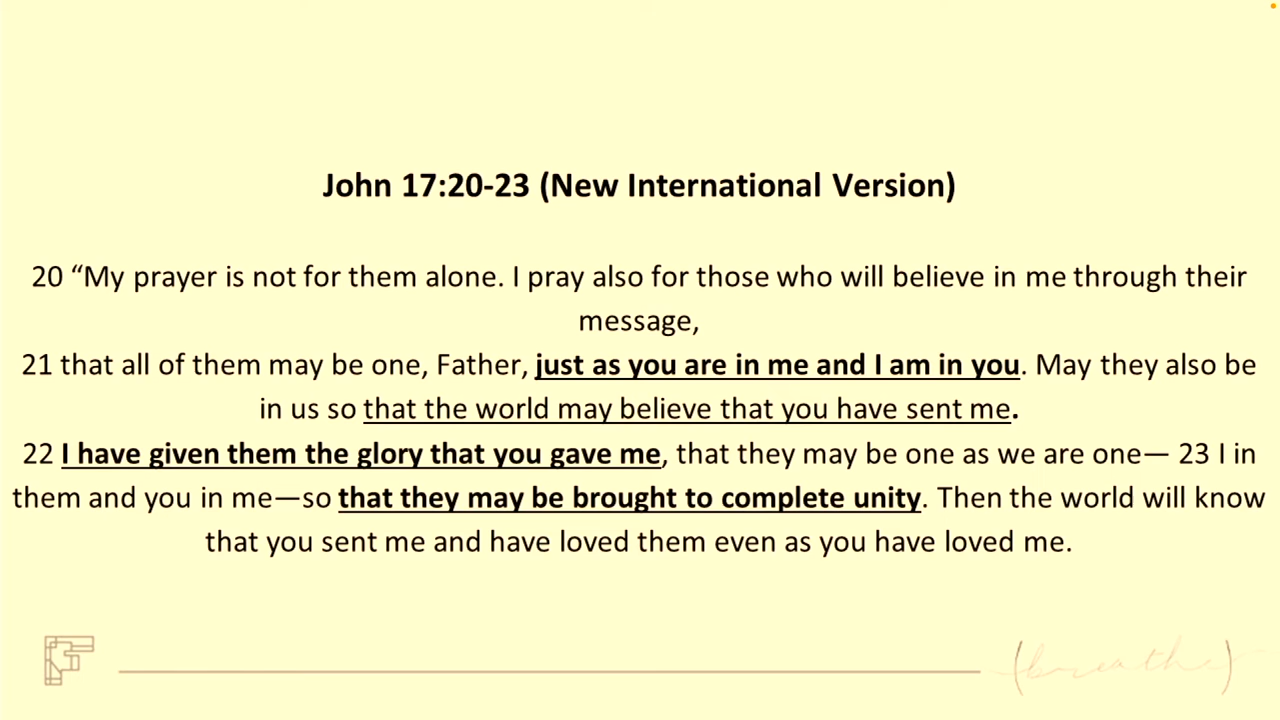 John 17:20-23 (New International Version)
20 “My prayer is not for them alone. I pray also for those who will believe in me through their
message,
21 that all of them may be one, Father, just as you are in me and I am in you. May they also be
in us so that the world may believe that you have sent me.
22 I have given them the glory that you gave me, that they may be one as we are one— 23 I in
them and you in me—so that they may be brought to complete unity. Then the world will know
that you sent me and have loved them even as you have loved me.
(breathe)